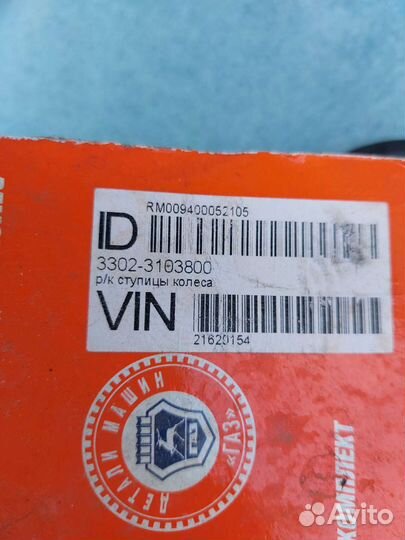 RM009400052105
ID
3302-3103800
р/к ступицы колеса
VIN
21620154
ДЕТАЛИ МАШИН
«ГАЗ»
КОМПЛЕКТ
Avito